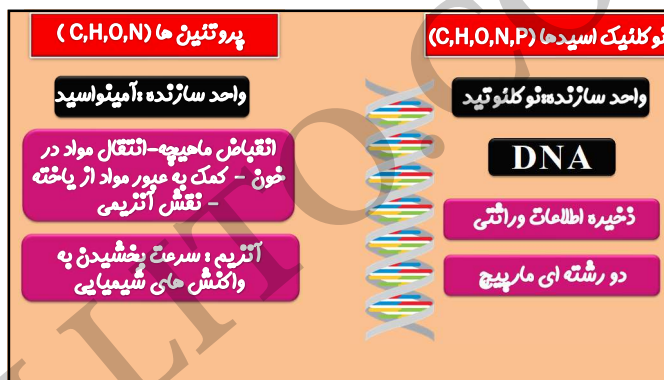 نوکلئیک اسیدها (C,H,O,N,P)
واحد سازنده:نوکلئوتید
DNA
ذخیره اطلاعات وراثتی
دو رشته ای مارپیچ
پروتئین ها (C,H,O,N)
واحد سازنده :آمینواسید
انقباض ماهیچه-انتقال مواد در
خون - کمک به عبور مواد از یاخته
- نقش آنزیمی
آنزیم : سرعت بخشیدن به
واکنش های شیمیایی